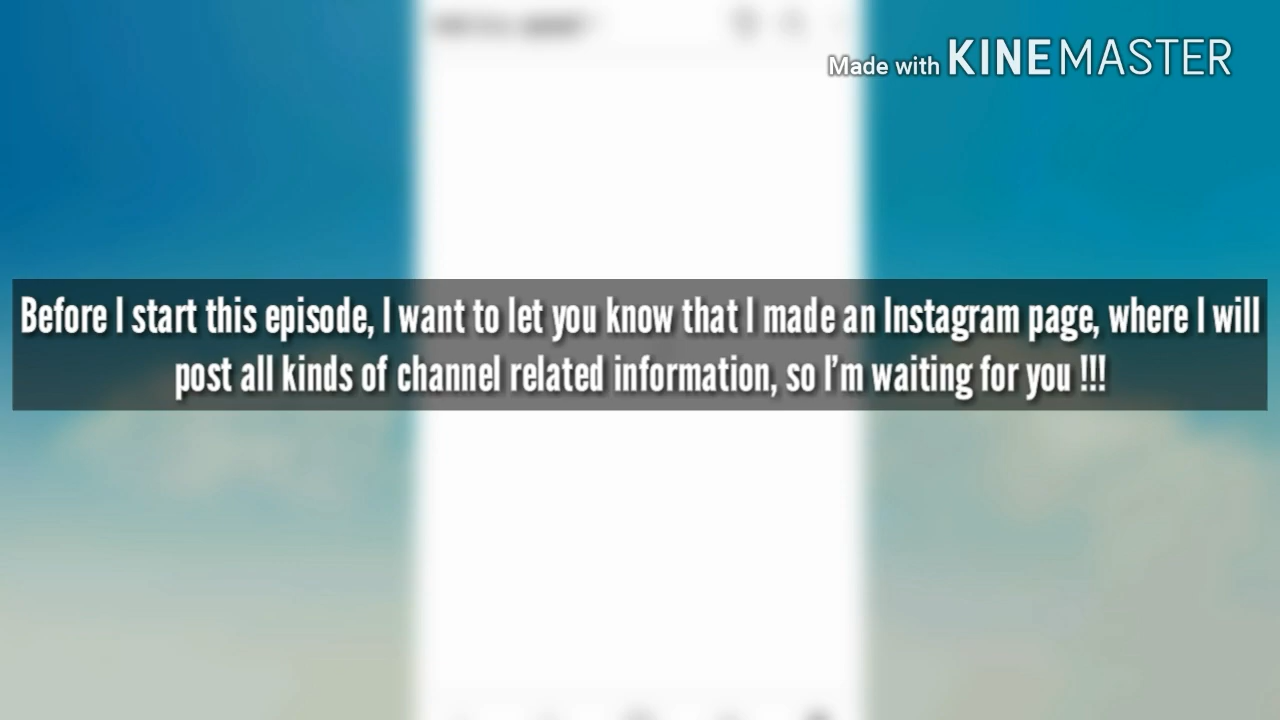 Made with KINEMASTER
Before I start this episode, I want to let you know that I made an Instagram page, where I will
post all kinds of channel related information, so I'm waiting for you !!!